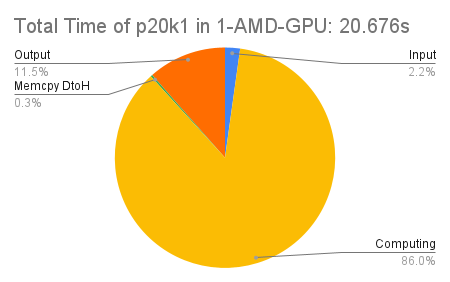 Total Time of p20k1 in 1-AMD-GPU: 20.676s
Output
11.5%
Memcpy DtoH
0.3%
Input
2.2%
Computing
86.0%